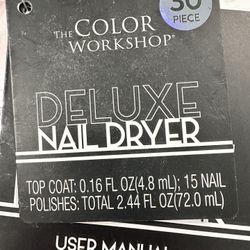 30
PIECE
THE COLOR
WORKSHOP®
DELUXE
NAIL DRYER
TOP COAT: 0.16 FL OZ(4.8 mL); 15 NAIL
POLISHES: TOTAL 2.44 FL OZ(72.0 mL)
USER MANUAL